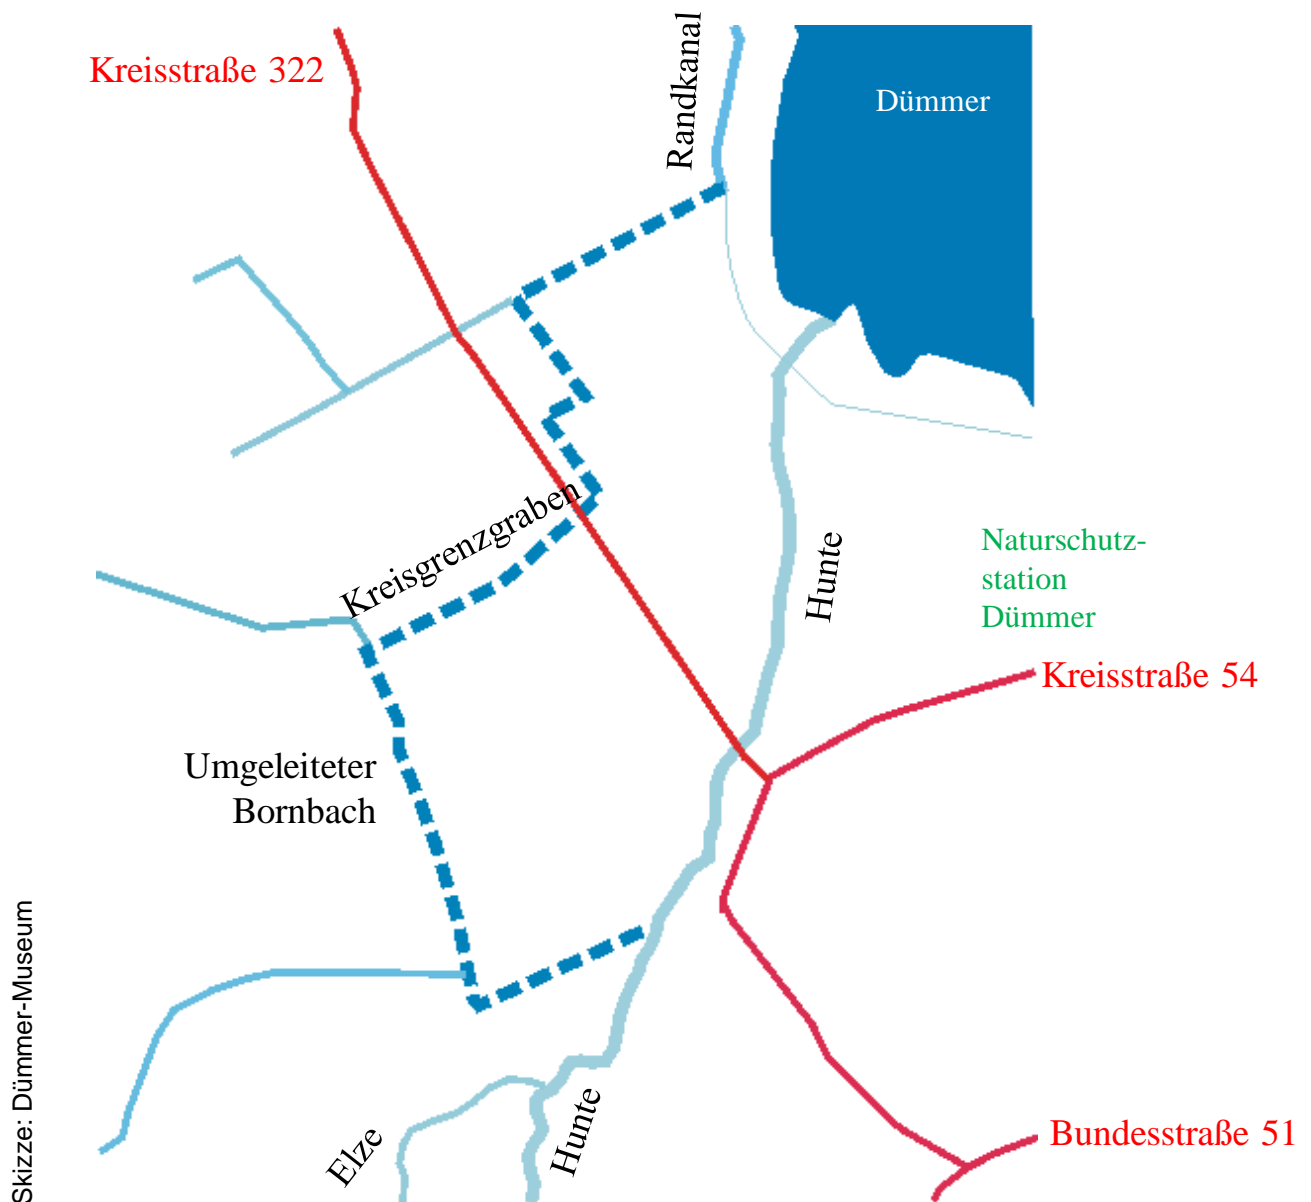 Randkanal
Kreisstraße 322
Dümmer
Kreisgrenzgraben
Hunte
Naturschutz-
station
Dümmer
Kreisstraße 54
Umgeleiteter
Bornbach
Skizze: Dümmer-Museum
Elze
Hunte
Bundesstraße 51